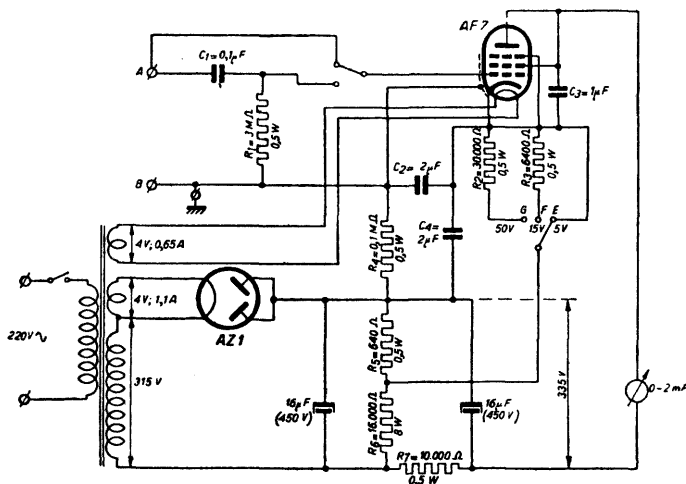 AF7
C1=0,1µF
A
C3=1µF
R1=3MΩ
0,5W
R2=30.000Ω
0,5W
R3=6400Ω
0,5W
C2=2µF
B
G F E
50V 15V 5V
C4=
2µF
R4=0,1MΩ
0,5W
4V; 0,65A
4V; 1,1A
AZ1
220V~
315V
R5=640Ω
0,5W
335V
0-2mA
16µF
(450V)
R6=16.000Ω
8W
16µF
(450V)
R7=10.000Ω
0,5W